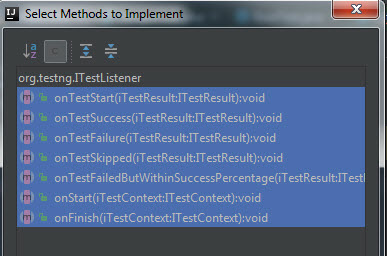 Select Methods to Implement
org.testng.ITestListener
onTestStart(iTestResult:ITestResult):void
onTestSuccess(iTestResult:ITestResult):void
onTestFailure(iTestResult:ITestResult):void
onTestSkipped(iTestResult:ITestResult):void
onTestFailedButWithinSuccessPercentage(iTestResult:ITest
onStart(iTestContext:ITestContext):void
onFinish(iTestContext:ITestContext):void